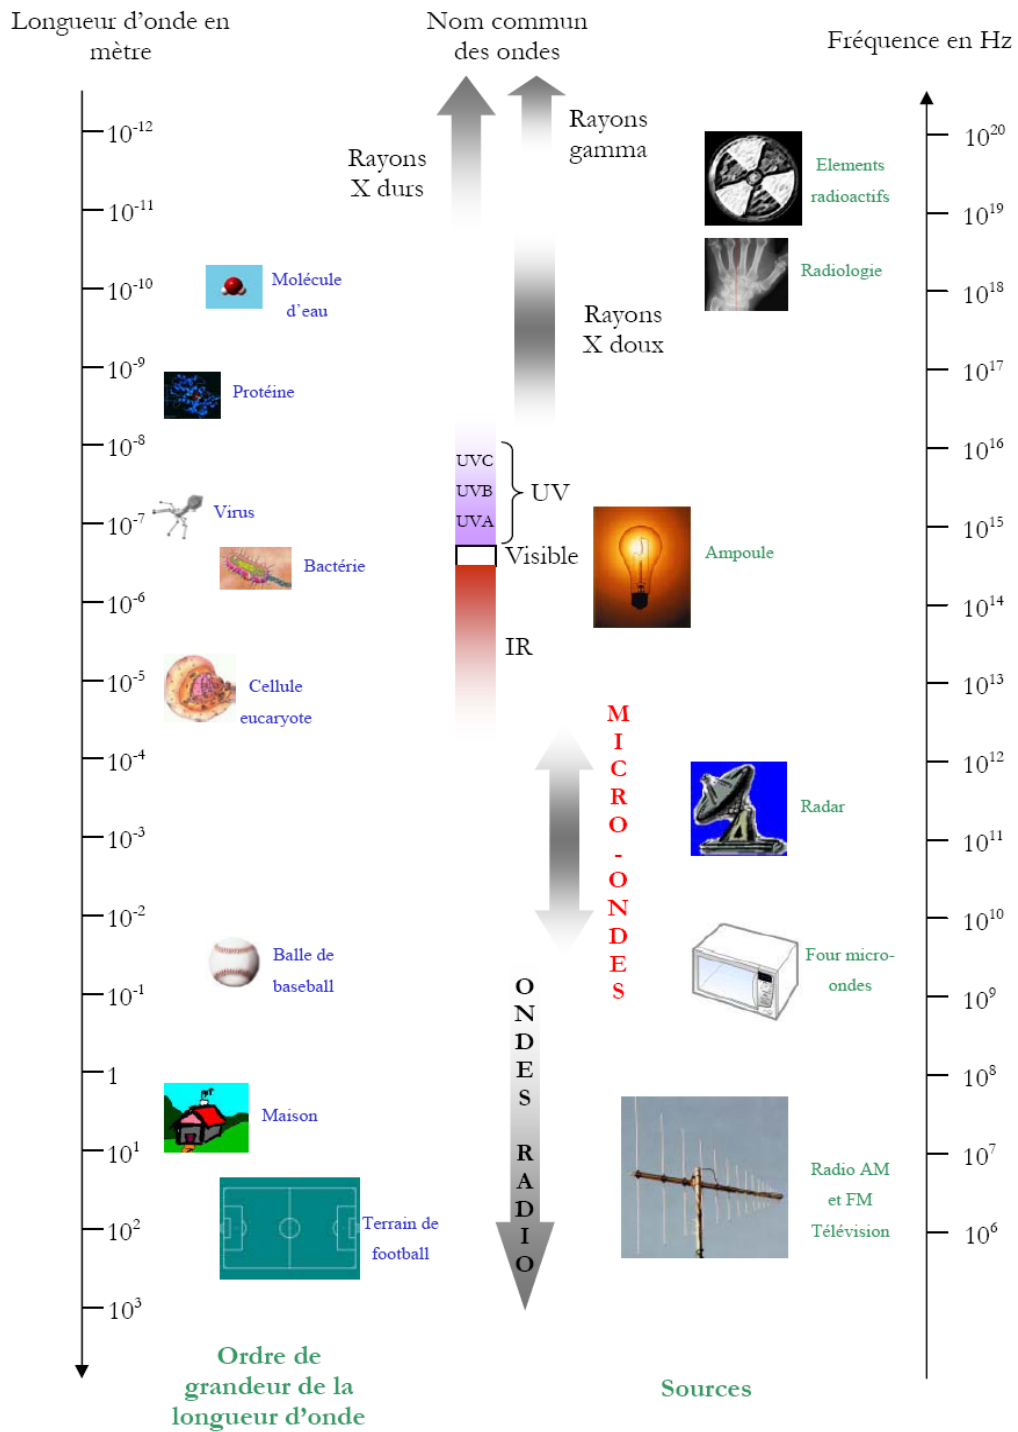 Longueur d'onde en
mètre
Nom commun
des ondes
Fréquence en Hz
10⁻¹²
10⁻¹¹
10⁻¹⁰
10⁻⁹
10⁻⁸
10⁻⁷
10⁻⁶
10⁻⁵
10⁻⁴
10⁻³
10⁻²
10⁻¹
1
10¹
10²
10³
Molécule
d'eau
Protéine
Virus
Bactérie
Cellule
eucaryote
Balle de
baseball
Maison
Terrain de
football
Ordre de
grandeur de la
longueur d'onde
Rayons
X durs
Rayons
gamma
Rayons
X doux
UVC
UVB
UVA
UV
Visible
IR
MICRO-ONDES
ONDES RADIO
Elements
radioactifs
Radiologie
Ampoule
Radar
Four micro-
ondes
Radio AM
et FM
Télévision
Sources
10²⁰
10¹⁹
10¹⁸
10¹⁷
10¹⁶
10¹⁵
10¹⁴
10¹³
10¹²
10¹¹
10¹⁰
10⁹
10⁸
10⁷
10⁶